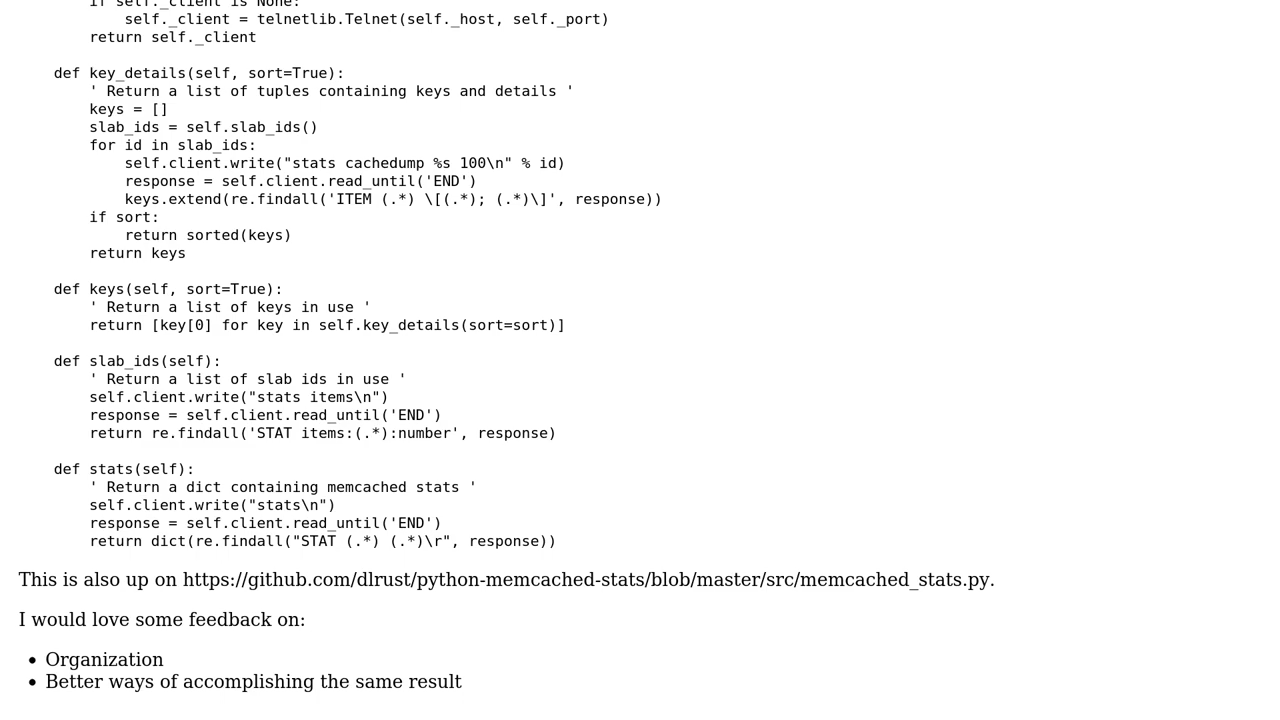 if self._client is None:
            self._client = telnetlib.Telnet(self._host, self._port)
        return self._client

    def key_details(self, sort=True):
        ' Return a list of tuples containing keys and details '
        keys = []
        slab_ids = self.slab_ids()
        for id in slab_ids:
            self.client.write("stats cachedump %s 100\n" % id)
            response = self.client.read_until('END')
            keys.extend(re.findall('ITEM (.*) \[(.*); (.*)\]', response))
        if sort:
            return sorted(keys)
        return keys

    def keys(self, sort=True):
        ' Return a list of keys in use '
        return [key[0] for key in self.key_details(sort=sort)]

    def slab_ids(self):
        ' Return a list of slab ids in use '
        self.client.write("stats items\n")
        response = self.client.read_until('END')
        return re.findall('STAT items:(.*):number', response)

    def stats(self):
        ' Return a dict containing memcached stats '
        self.client.write("stats\n")
        response = self.client.read_until('END')
        return dict(re.findall("STAT (.*) (.*)\r", response))

This is also up on https://github.com/dlrust/python-memcached-stats/blob/master/src/memcached_stats.py.

I would love some feedback on:

• Organization
• Better ways of accomplishing the same result